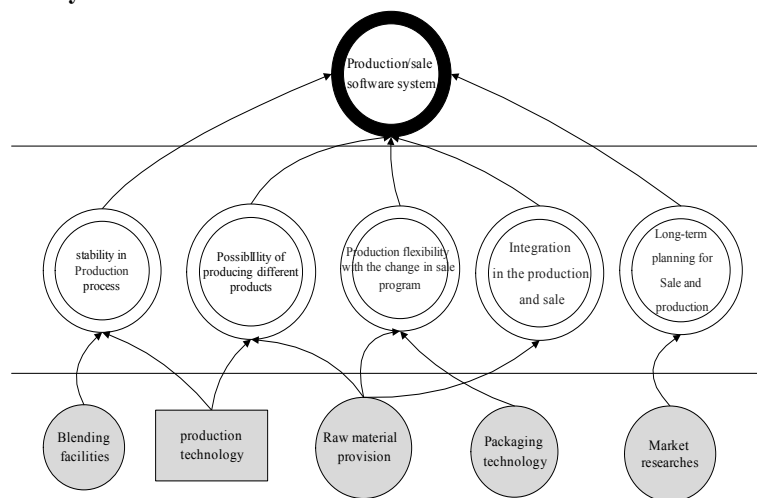 Production/sale
software system
stability in
Production
process
Possiblllity of
producing different
products
Production flexibility
with the change in sale
program
Integration
in the production
and sale
Long-term
planning for
Sale and
production
Blending
facilities
production
technology
Raw material
provision
Packaging
technology
Market
researches